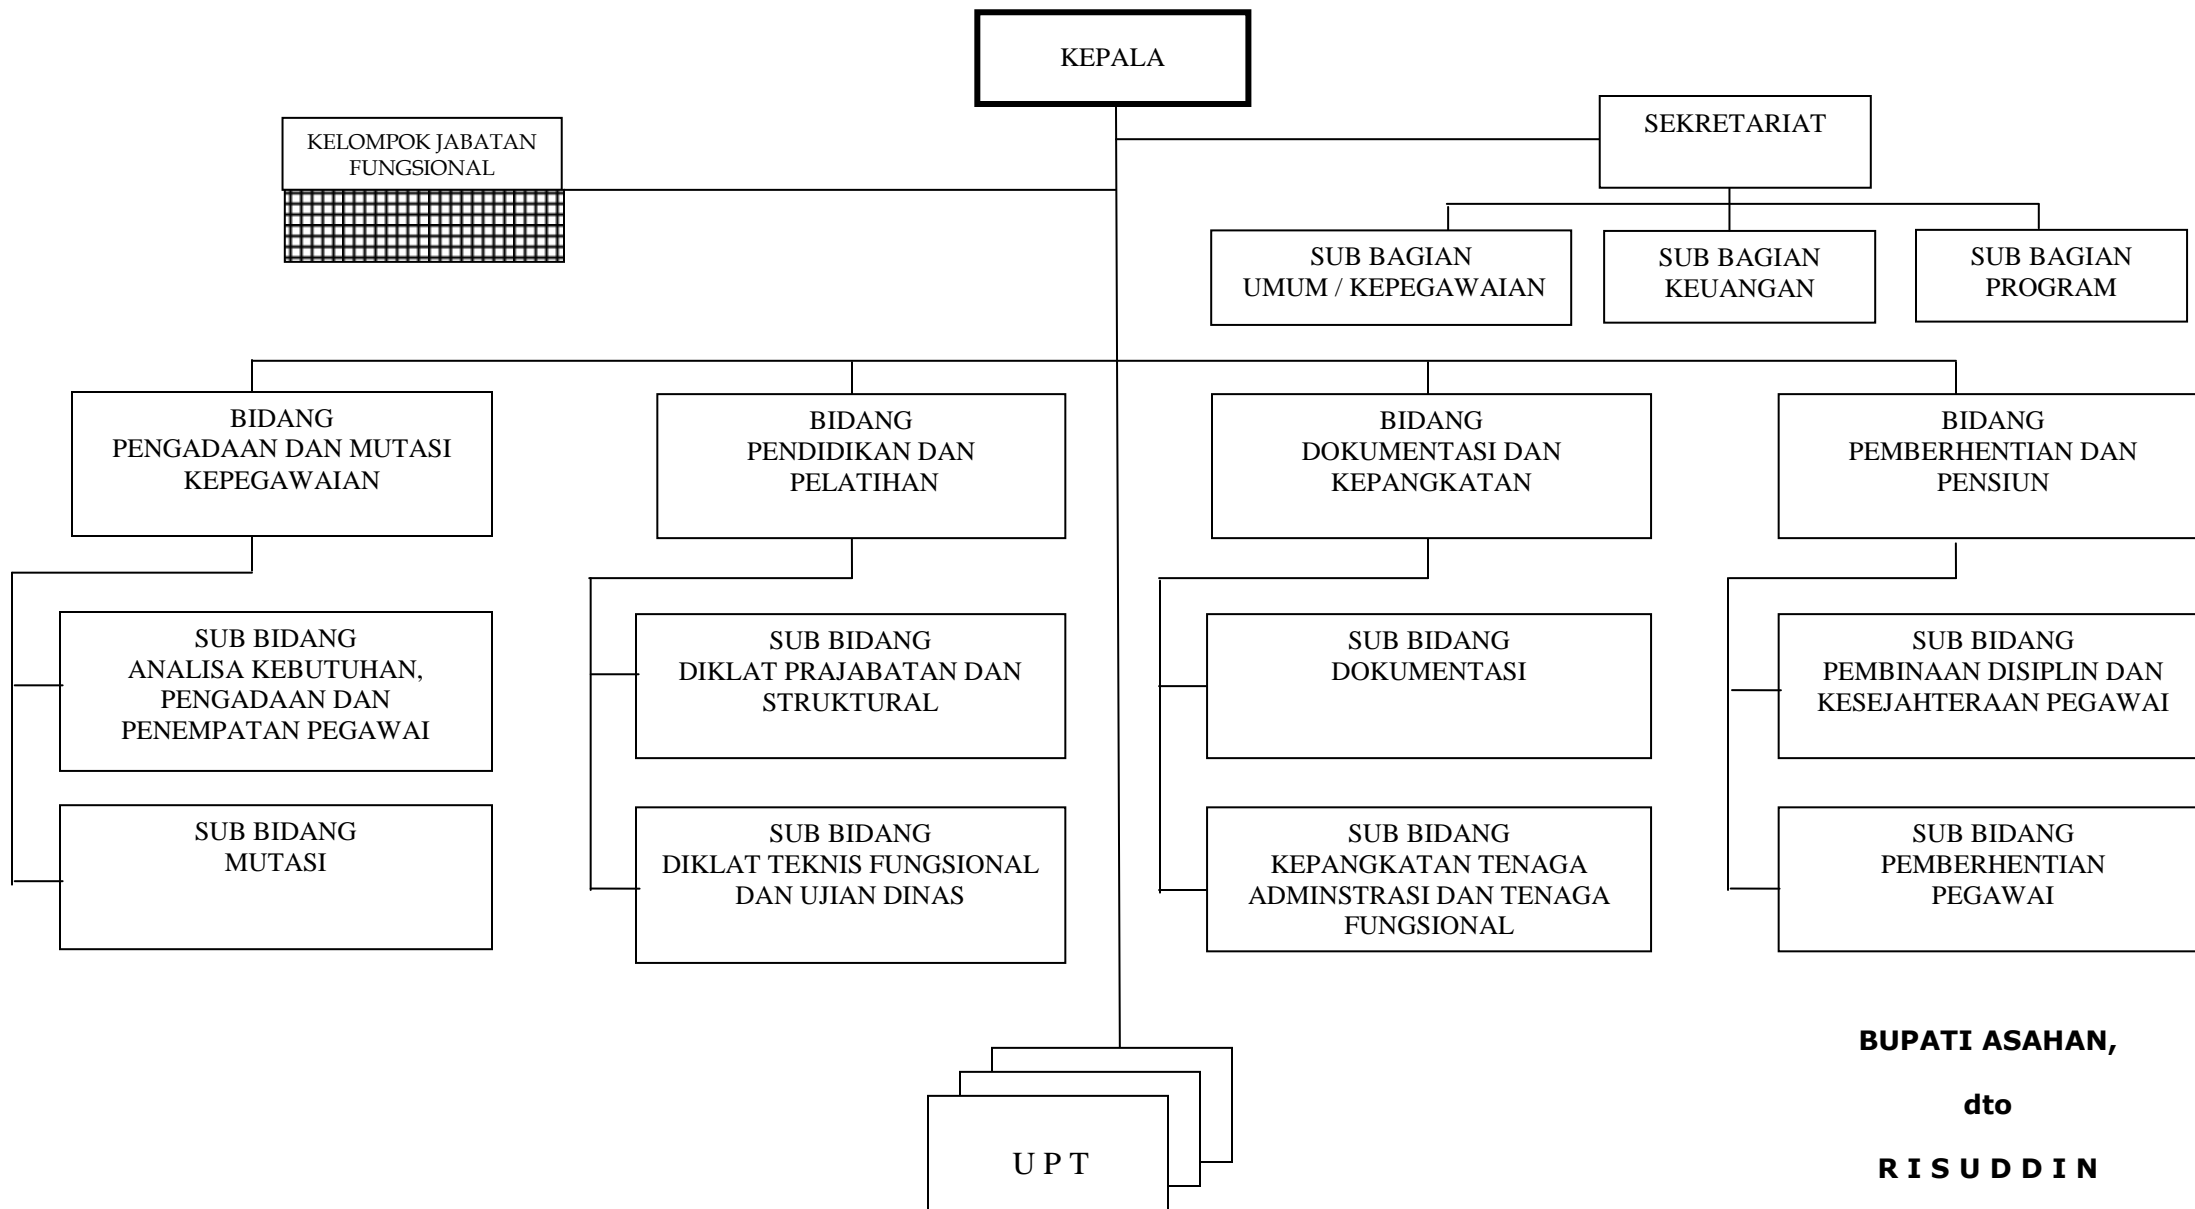 KEPALA
KELOMPOK JABATAN
FUNGSIONAL
SEKRETARIAT
SUB BAGIAN
UMUM / KEPEGAWAIAN
SUB BAGIAN
KEUANGAN
SUB BAGIAN
PROGRAM
BIDANG
PENGADAAN DAN MUTASI
KEPEGAWAIAN
BIDANG
PENDIDIKAN DAN
PELATIHAN
BIDANG
DOKUMENTASI DAN
KEPANGKATAN
BIDANG
PEMBERHENTIAN DAN
PENSIUN
SUB BIDANG
ANALISA KEBUTUHAN,
PENGADAAN DAN
PENEMPATAN PEGAWAI
SUB BIDANG
DIKLAT PRAJABATAN DAN
STRUKTURAL
SUB BIDANG
DOKUMENTASI
SUB BIDANG
PEMBINAAN DISIPLIN DAN
KESEJAHTERAAN PEGAWAI
SUB BIDANG
MUTASI
SUB BIDANG
DIKLAT TEKNIS FUNGSIONAL
DAN UJIAN DINAS
SUB BIDANG
KEPANGKATAN TENAGA
ADMINSTRASI DAN TENAGA
FUNGSIONAL
SUB BIDANG
PEMBERHENTIAN
PEGAWAI
U P T
BUPATI ASAHAN,
dto
R I S U D D I N